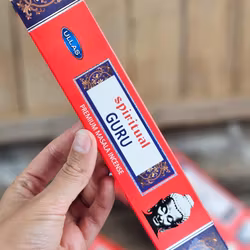 ULLAS
spiritual
GURU
PREMIUM MASALA INCENSE